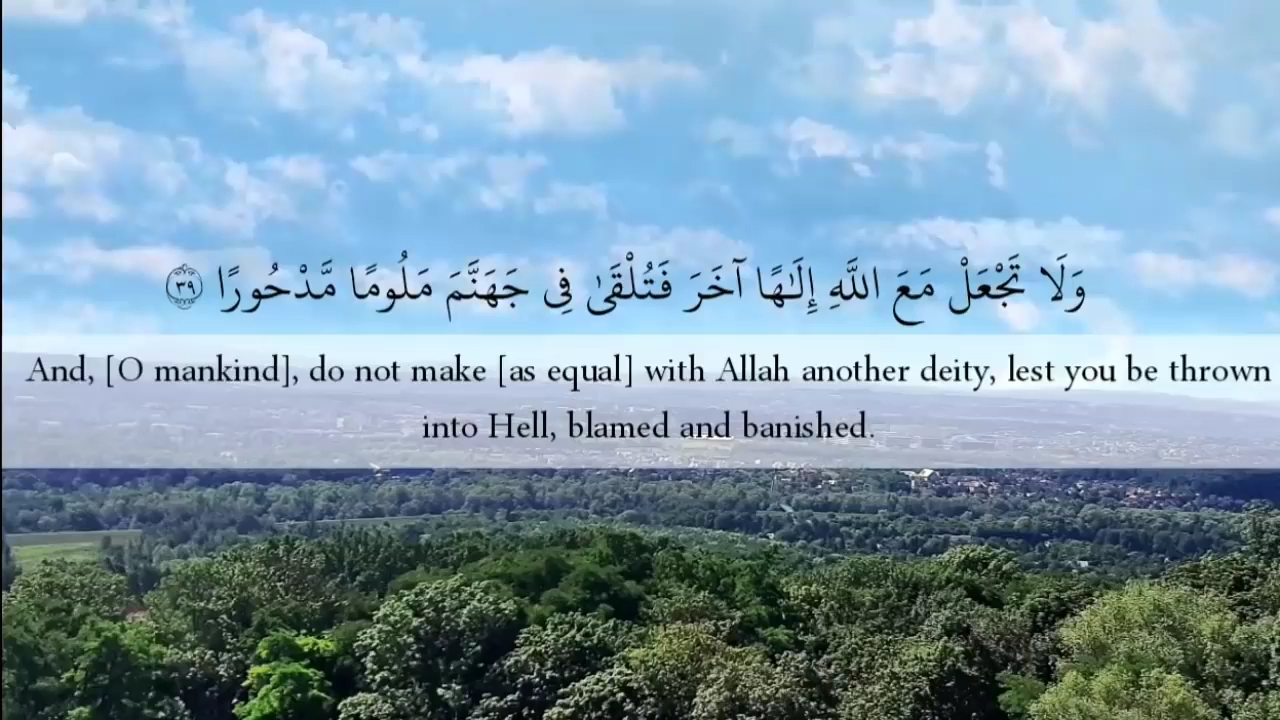 وَلَا تَجْعَلْ مَعَ اللَّهِ إِلَـٰهًا آخَرَ فَتُلْقَىٰ فِى جَهَنَّمَ مَلُومًا مَّدْحُورًا ۝٣٩
And, [O mankind], do not make [as equal] with Allah another deity, lest you be thrown
into Hell, blamed and banished.